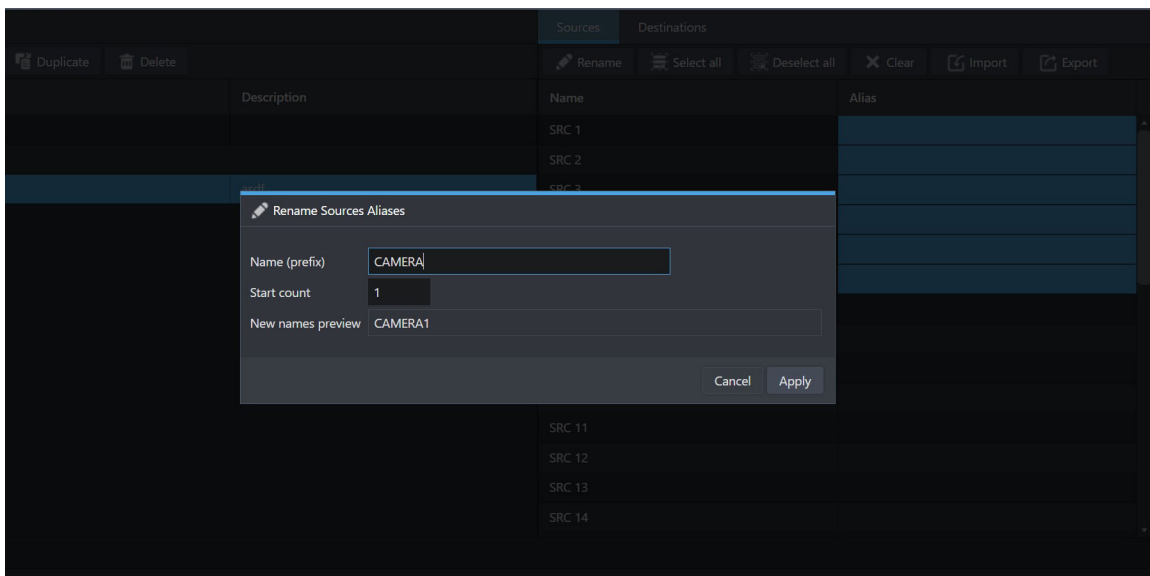 Sources Destinations
Duplicate Delete Rename Select all Deselect all Clear Import Export
Description Name Alias
SRC 1
SRC 2
SRC 3
Rename Sources Aliases
Name (prefix) CAMERA
Start count 1
New names preview CAMERA1
Cancel Apply
SRC 11
SRC 12
SRC 13
SRC 14